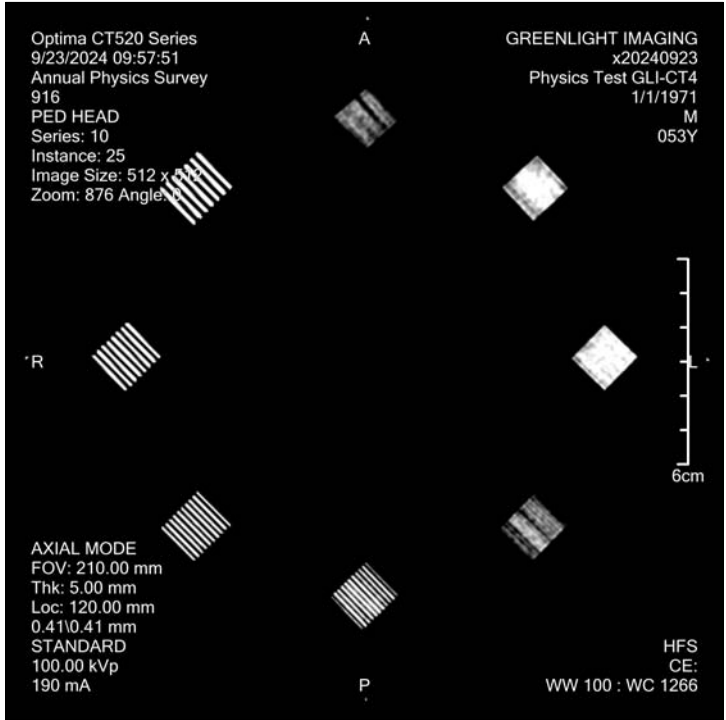 Optima CT520 Series
9/23/2024 09:57:51
Annual Physics Survey
916
PED HEAD
Series: 10
Instance: 25
Image Size: 512 x 512
Zoom: 876 Angle: 0
A
GREENLIGHT IMAGING
x20240923
Physics Test GLI-CT4
1/1/1971
M
053Y
R
L
6cm
AXIAL MODE
FOV: 210.00 mm
Thk: 5.00 mm
Loc: 120.00 mm
0.41\0.41 mm
STANDARD
100.00 kVp
190 mA
P
HFS
CE:
WW 100 : WC 1266